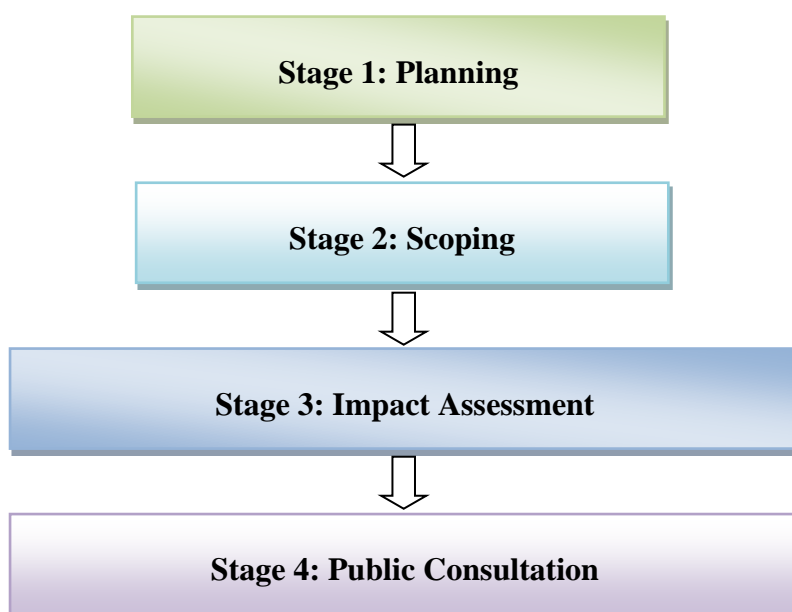 Stage 1: Planning
Stage 2: Scoping
Stage 3: Impact Assessment
Stage 4: Public Consultation